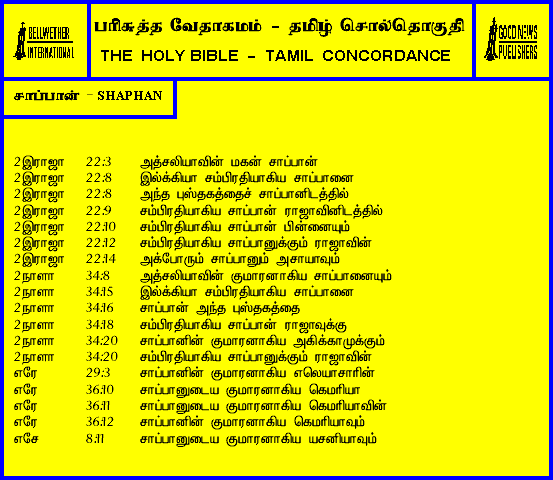 BELLWETHER
INTERNATIONAL
பரிசுத்த வேதாகமம் – தமிழ் சொல்தொகுதி
THE HOLY BIBLE – TAMIL CONCORDANCE
GOOD NEWS
PUBLISHERS
சாப்பான் – SHAPHAN
2இராஜா 22:3 அத்சலியாவின் மகன் சாப்பான்
2இராஜா 22:8 இல்க்கியா சம்பிரதியாகிய சாப்பானை
2இராஜா 22:8 அந்த புஸ்தகத்தைச் சாப்பானிடத்தில்
2இராஜா 22:9 சம்பிரதியாகிய சாப்பான் ராஜாவினிடத்தில்
2இராஜா 22:10 சம்பிரதியாகிய சாப்பான் பின்னையும்
2இராஜா 22:12 சம்பிரதியாகிய சாப்பானுக்கும் ராஜாவின்
2இராஜா 22:14 அக்போரும் சாப்பானும் அசாயாவும்
2நாளா 34:8 அத்சலியாவின் குமாரனாகிய சாப்பானையும்
2நாளா 34:15 இல்க்கியா சம்பிரதியாகிய சாப்பானை
2நாளா 34:16 சாப்பான் அந்த புஸ்தகத்தை
2நாளா 34:18 சம்பிரதியாகிய சாப்பான் ராஜாவுக்கு
2நாளா 34:20 சாப்பானின் குமாரனாகிய அகிக்காமுக்கும்
2நாளா 34:20 சம்பிரதியாகிய சாப்பானுக்கும் ராஜாவின்
எரே 29:3 சாப்பானின் குமாரனாகிய எலெயாசாரின்
எரே 36:10 சாப்பானுடைய குமாரனாகிய கெமரியா
எரே 36:11 சாப்பானுடைய குமாரனாகிய கெமரியாவின்
எரே 36:12 சாப்பானின் குமாரனாகிய கெமரியாவும்
எசே 8:11 சாப்பானுடைய குமாரனாகிய யசனியாவும்